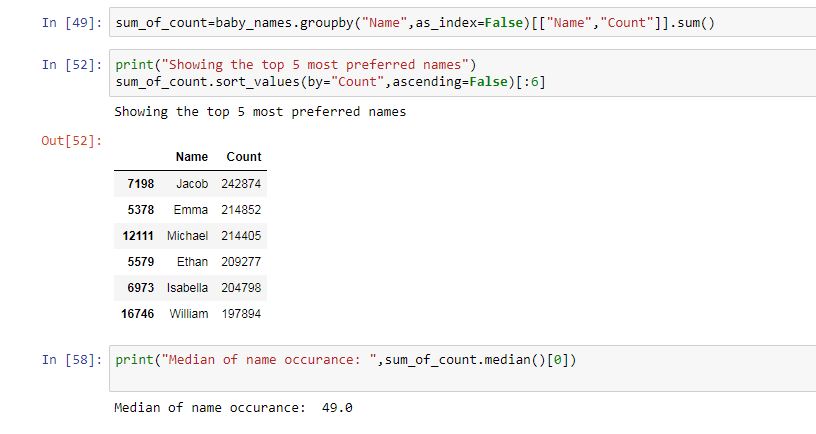 In [49]: sum_of_count=baby_names.groupby("Name",as_index=False)[["Name","Count"]].sum()
In [52]: print("Showing the top 5 most preferred names")
sum_of_count.sort_values(by="Count",ascending=False)[:6]
Showing the top 5 most preferred names
Out[52]:
Name Count
7198 Jacob 242874
5378 Emma 214852
12111 Michael 214405
5579 Ethan 209277
6973 Isabella 204798
16746 William 197894
In [58]: print("Median of name occurance: ",sum_of_count.median()[0])
Median of name occurance:  49.0